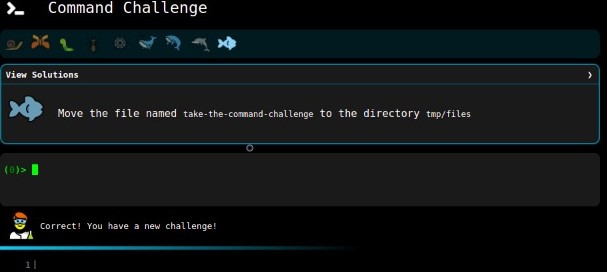 Command Challenge
View Solutions
Move the file named take-the-command-challenge to the directory tmp/files
(0)>
Correct! You have a new challenge!
1